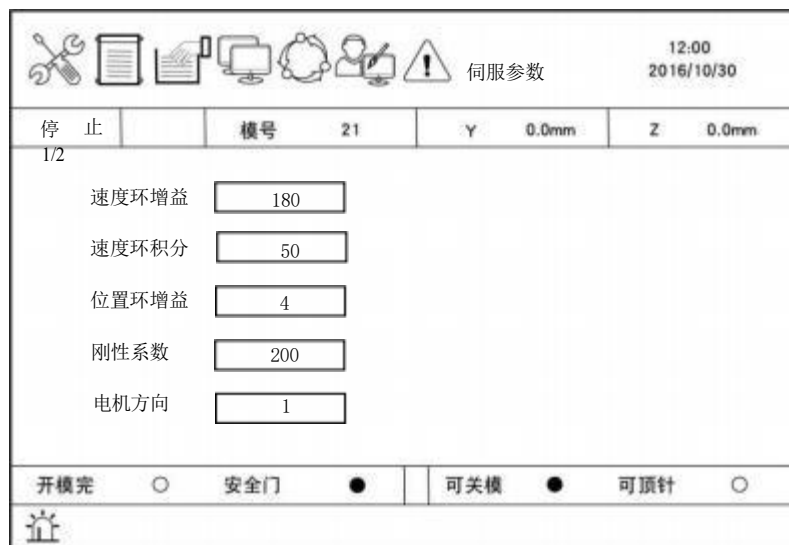 伺服参数
12:00
2016/10/30
停 止 模号 21 Y 0.0mm Z 0.0mm
1/2
速度环增益 180
速度环积分 50
位置环增益 4
刚性系数 200
电机方向 1
开模完 ○ 安全门 ● 可关模 ● 可顶针 ○